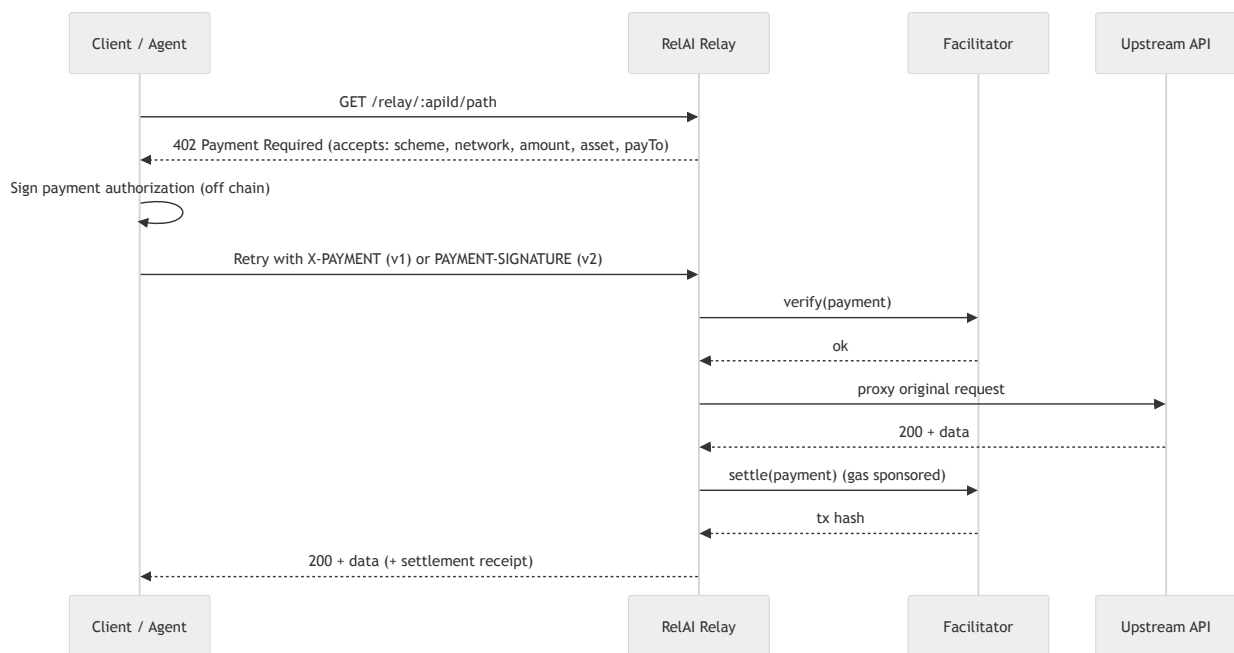 Client / Agent
RelAI Relay
Facilitator
Upstream API
GET /relay/:apiId/path
402 Payment Required (accepts: scheme, network, amount, asset, payTo)
Sign payment authorization (off chain)
Retry with X-PAYMENT (v1) or PAYMENT-SIGNATURE (v2)
verify(payment)
ok
proxy original request
200 + data
settle(payment) (gas sponsored)
tx hash
200 + data (+ settlement receipt)
Client / Agent
RelAI Relay
Facilitator
Upstream API